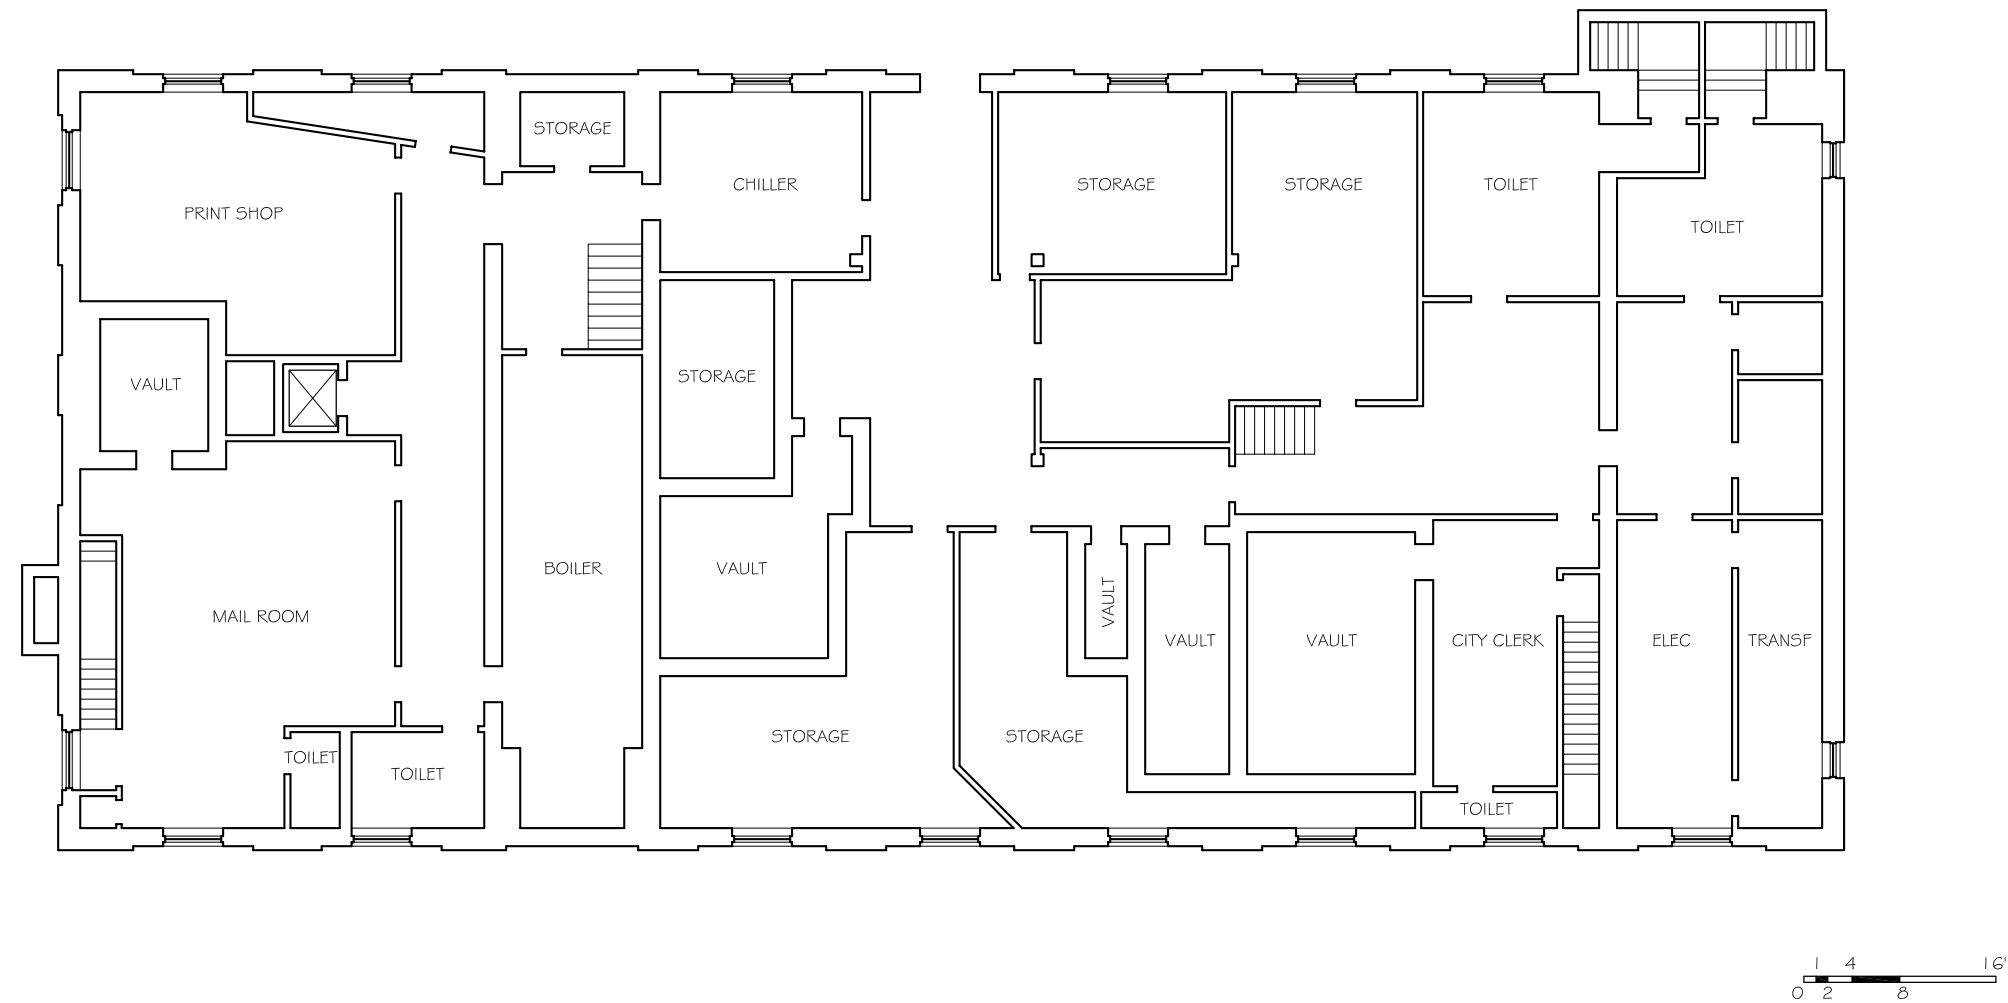 STORAGE
CHILLER
STORAGE
STORAGE
TOILET
PRINT SHOP
TOILET
VAULT
STORAGE
BOILER
VAULT
VAULT
MAIL ROOM
VAULT
VAULT
CITY CLERK
ELEC
TRANSF
STORAGE
STORAGE
TOILET
TOILET
TOILET
1 4 16'
0 2 8